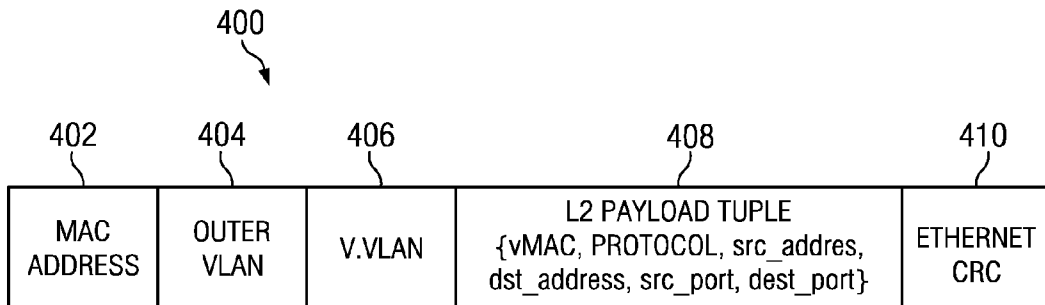 400
402
404
406
408
410
MAC
ADDRESS
OUTER
VLAN
V.VLAN
L2 PAYLOAD TUPLE
{vMAC, PROTOCOL, src_addres,
dst_address, src_port, dest_port}
ETHERNET
CRC